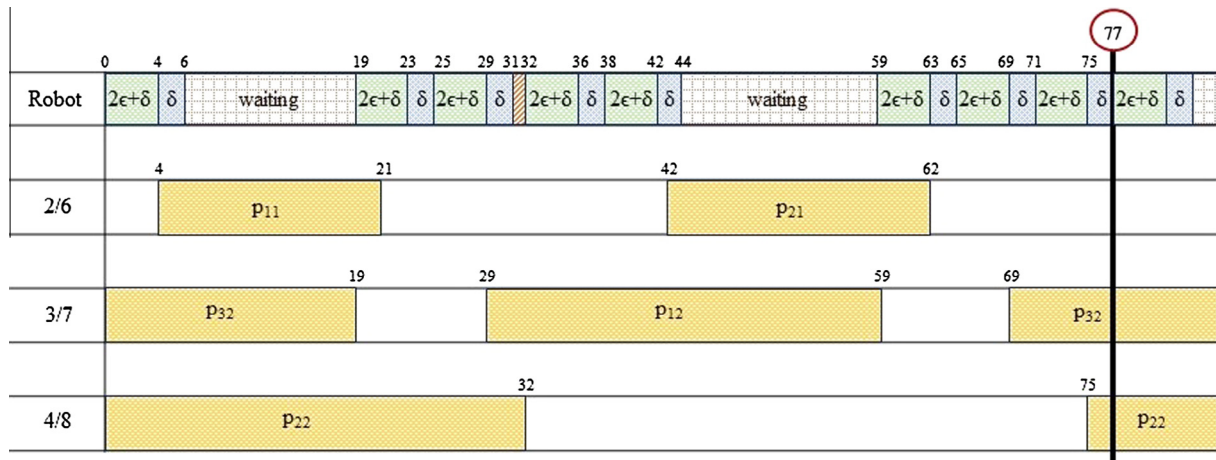 77
0 4 6 19 23 25 29 31 32 36 38 42 44 59 63 65 69 71 75
Robot 2ϵ+δ δ waiting 2ϵ+δ δ 2ϵ+δ δ 2ϵ+δ δ 2ϵ+δ δ waiting 2ϵ+δ δ 2ϵ+δ δ 2ϵ+δ δ 2ϵ+δ δ
4 21 42 62
2/6 p₁₁ p₂₁
19 29 59 69
3/7 p₃₂ p₁₂ p₃₂
32 75
4/8 p₂₂ p₂₂